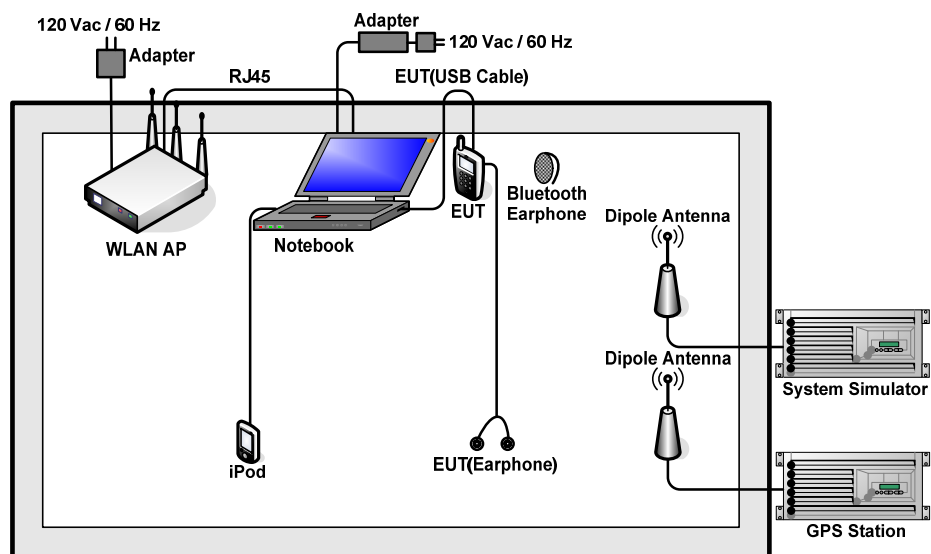 120 Vac / 60 Hz
Adapter
Adapter
120 Vac / 60 Hz
RJ45
EUT(USB Cable)
WLAN AP
Notebook
EUT
Bluetooth
Earphone
Dipole Antenna
System Simulator
Dipole Antenna
iPod
EUT(Earphone)
GPS Station